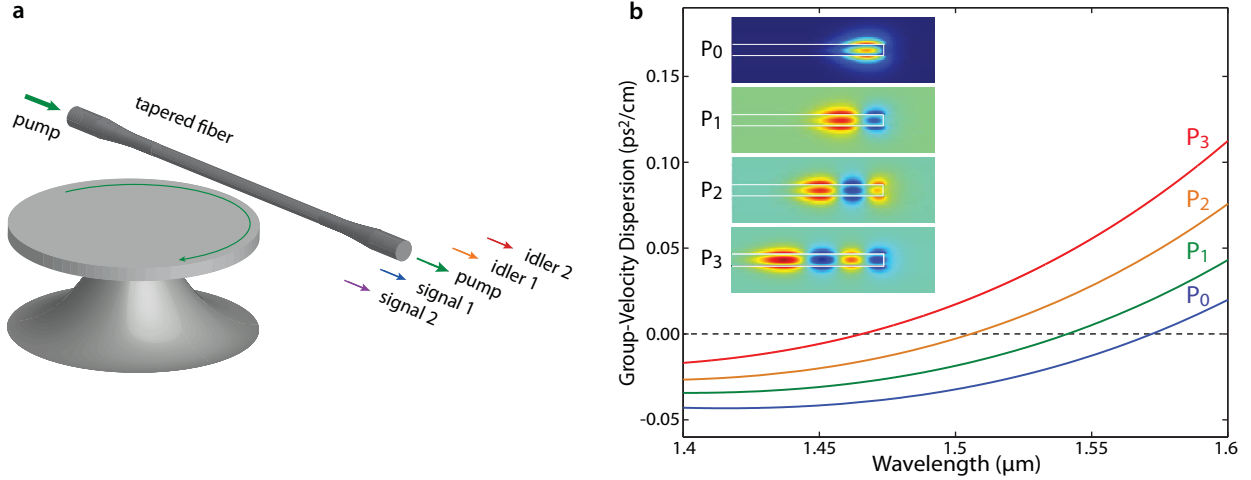 a
pump
tapered fiber
idler 2
idler 1
pump
signal 1
signal 2
b
P0
P1
P2
P3
Group-Velocity Dispersion (ps²/cm)
0.15
0.10
0.05
0.00
-0.05
1.4
1.45
1.5
1.55
1.6
Wavelength (μm)
P3
P2
P1
P0